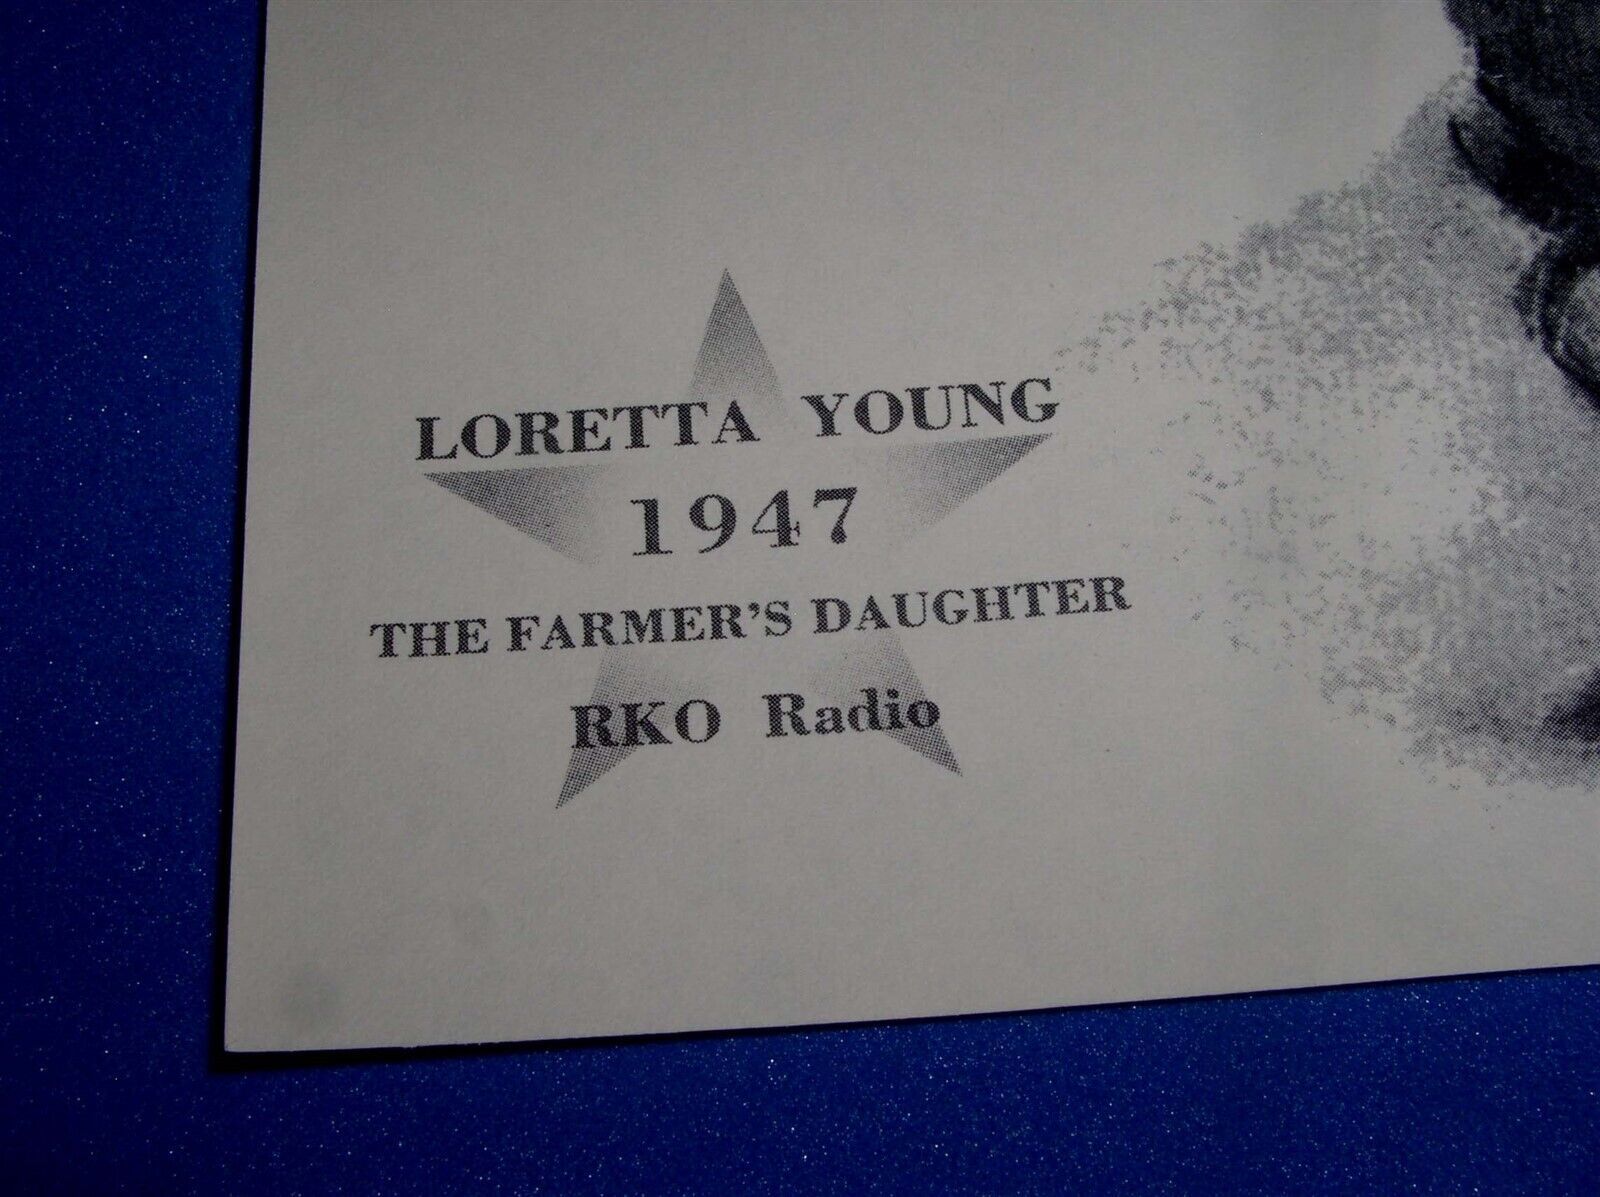 LORETTA YOUNG
1947
THE FARMER'S DAUGHTER
RKO Radio